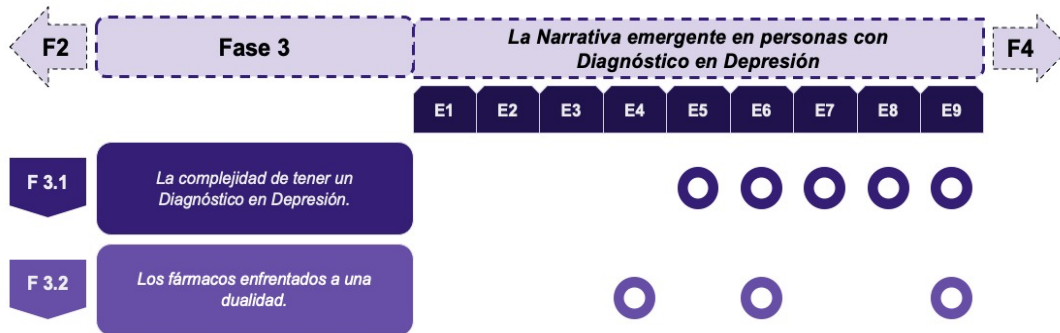 F2
Fase 3
La Narrativa emergente en personas con
Diagnóstico en Depresión
F4
E1 E2 E3 E4 E5 E6 E7 E8 E9
F 3.1
La complejidad de tener un
Diagnóstico en Depresión.
F 3.2
Los fármacos enfrentados a una
dualidad.